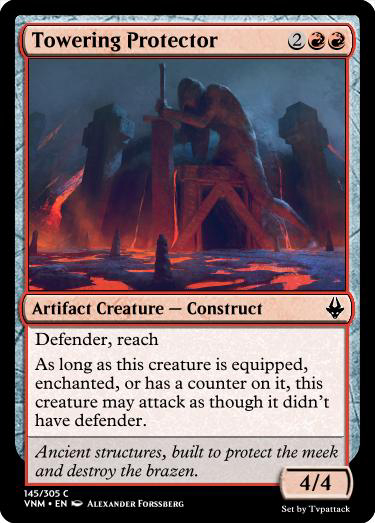 Towering Protector 2
Artifact Creature — Construct
Defender, reach
As long as this creature is equipped,
enchanted, or has a counter on it, this
creature may attack as though it didn't
have defender.
Ancient structures, built to protect the meek
and destroy the brazen.
4/4
145/305 C
VNM • EN Alexander Forssberg
Set by Tvpattack